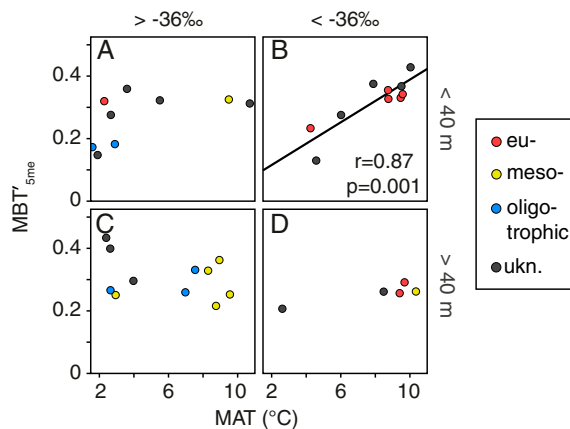 > -36‰
< -36‰
A
B
0.4
0.2
0
r=0.87
p=0.001
< 40 m
C
D
0.4
0.2
0
> 40 m
2
6
10
2
6
10
MAT (°C)
MBT′5me
eu-
meso-
oligo-
trophic
ukn.